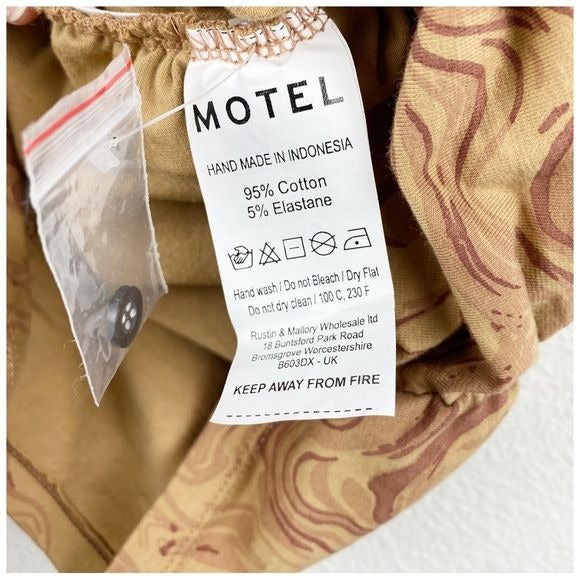 MOTEL
HAND MADE IN INDONESIA
95% Cotton
5% Elastane
Hand wash / Do not Bleach / Dry Flat
Do not dry clean / 100 C, 230 F
Rustin & Mallory Wholesale ltd
18 Buntsford Park Road
Bromsgrove Worcestershire
B603DX - UK
KEEP AWAY FROM FIRE